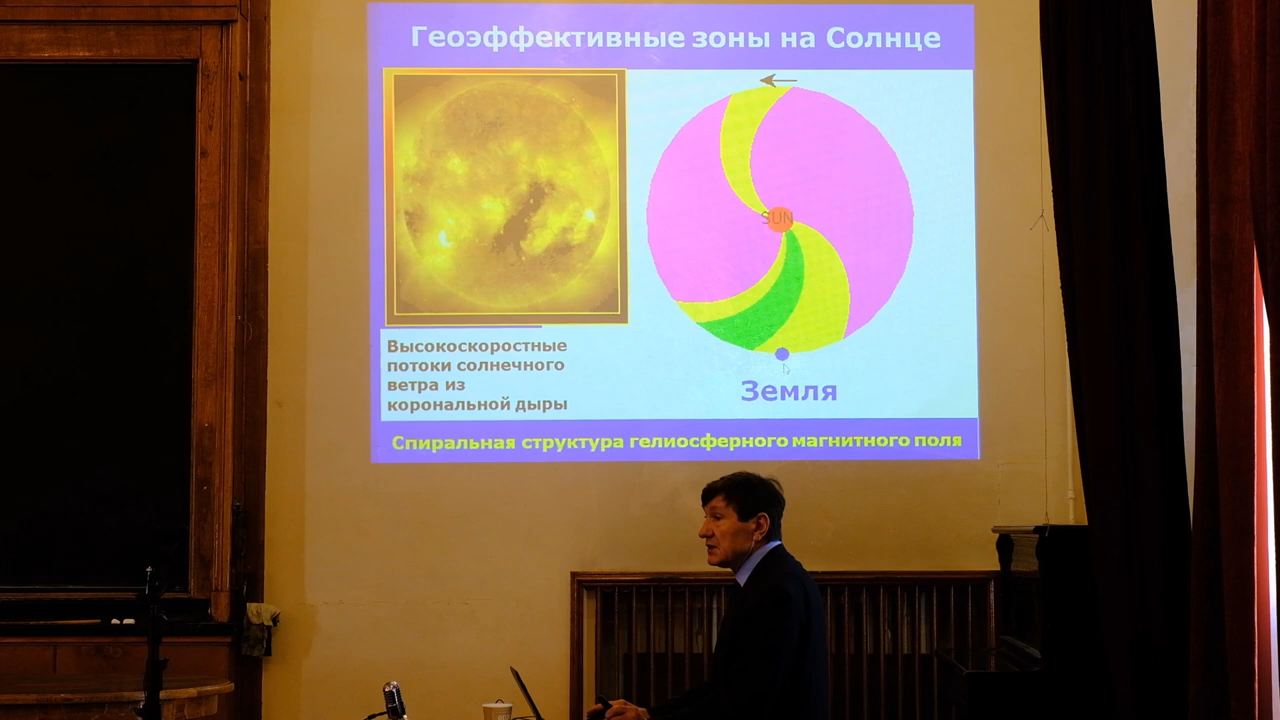 Геоэффективные зоны на Солнце
SUN
Высокоскоростные
потоки солнечного
ветра из
корональной дыры
Земля
Спиральная структура гелиосферного магнитного поля